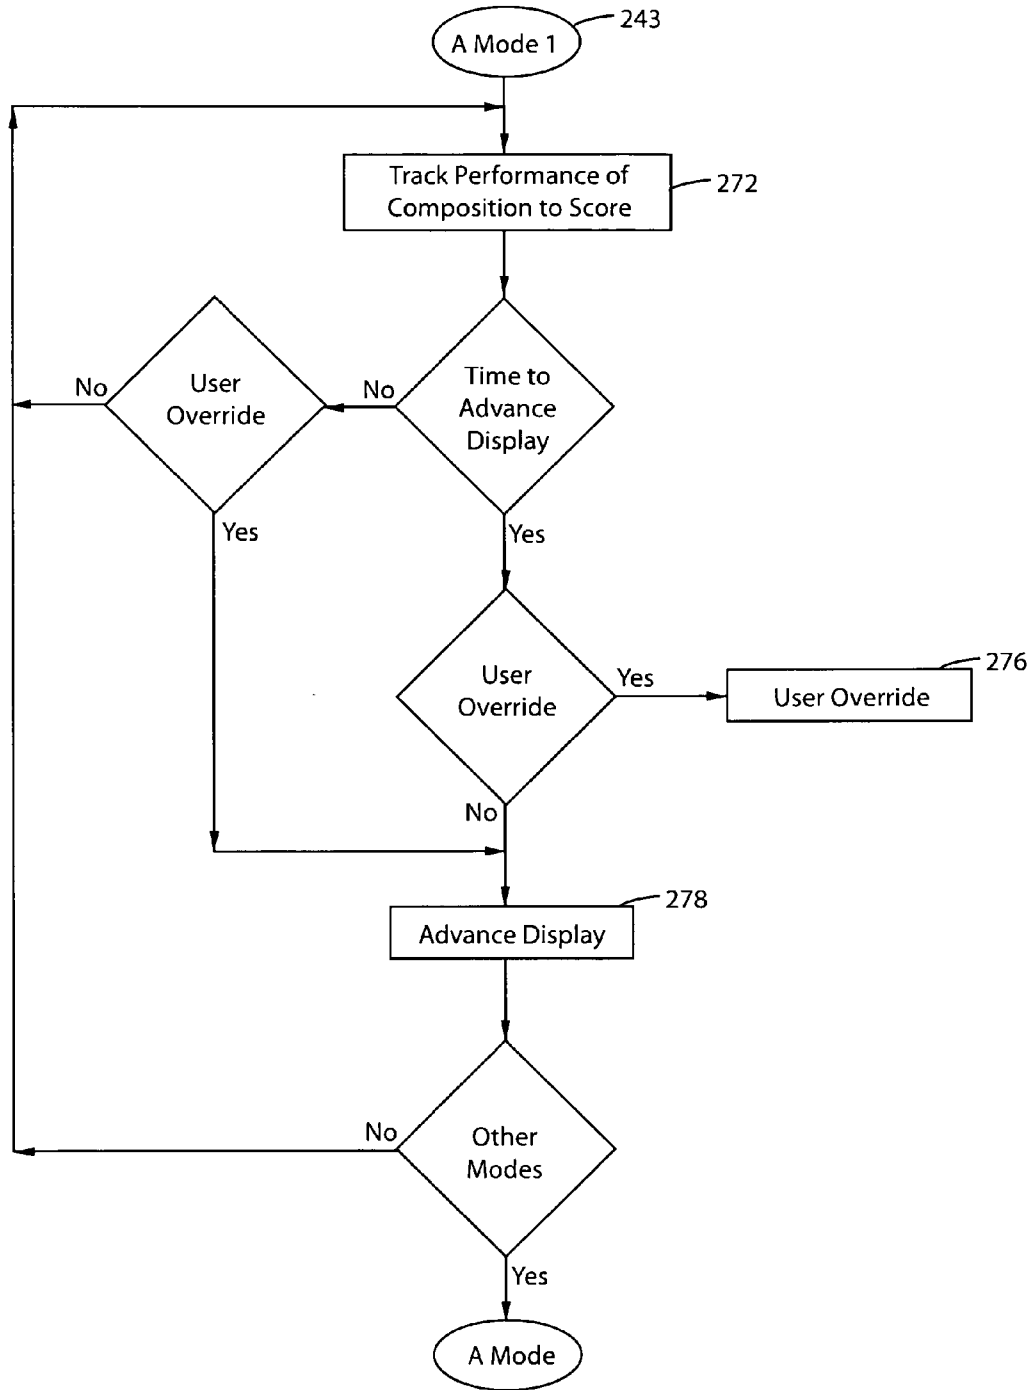 A Mode 1
243
Track Performance of
Composition to Score
272
Time to
Advance
Display
No
User
Override
No
Yes
Yes
User
Override
Yes
User Override
276
No
Advance Display
278
Other
Modes
No
Yes
A Mode